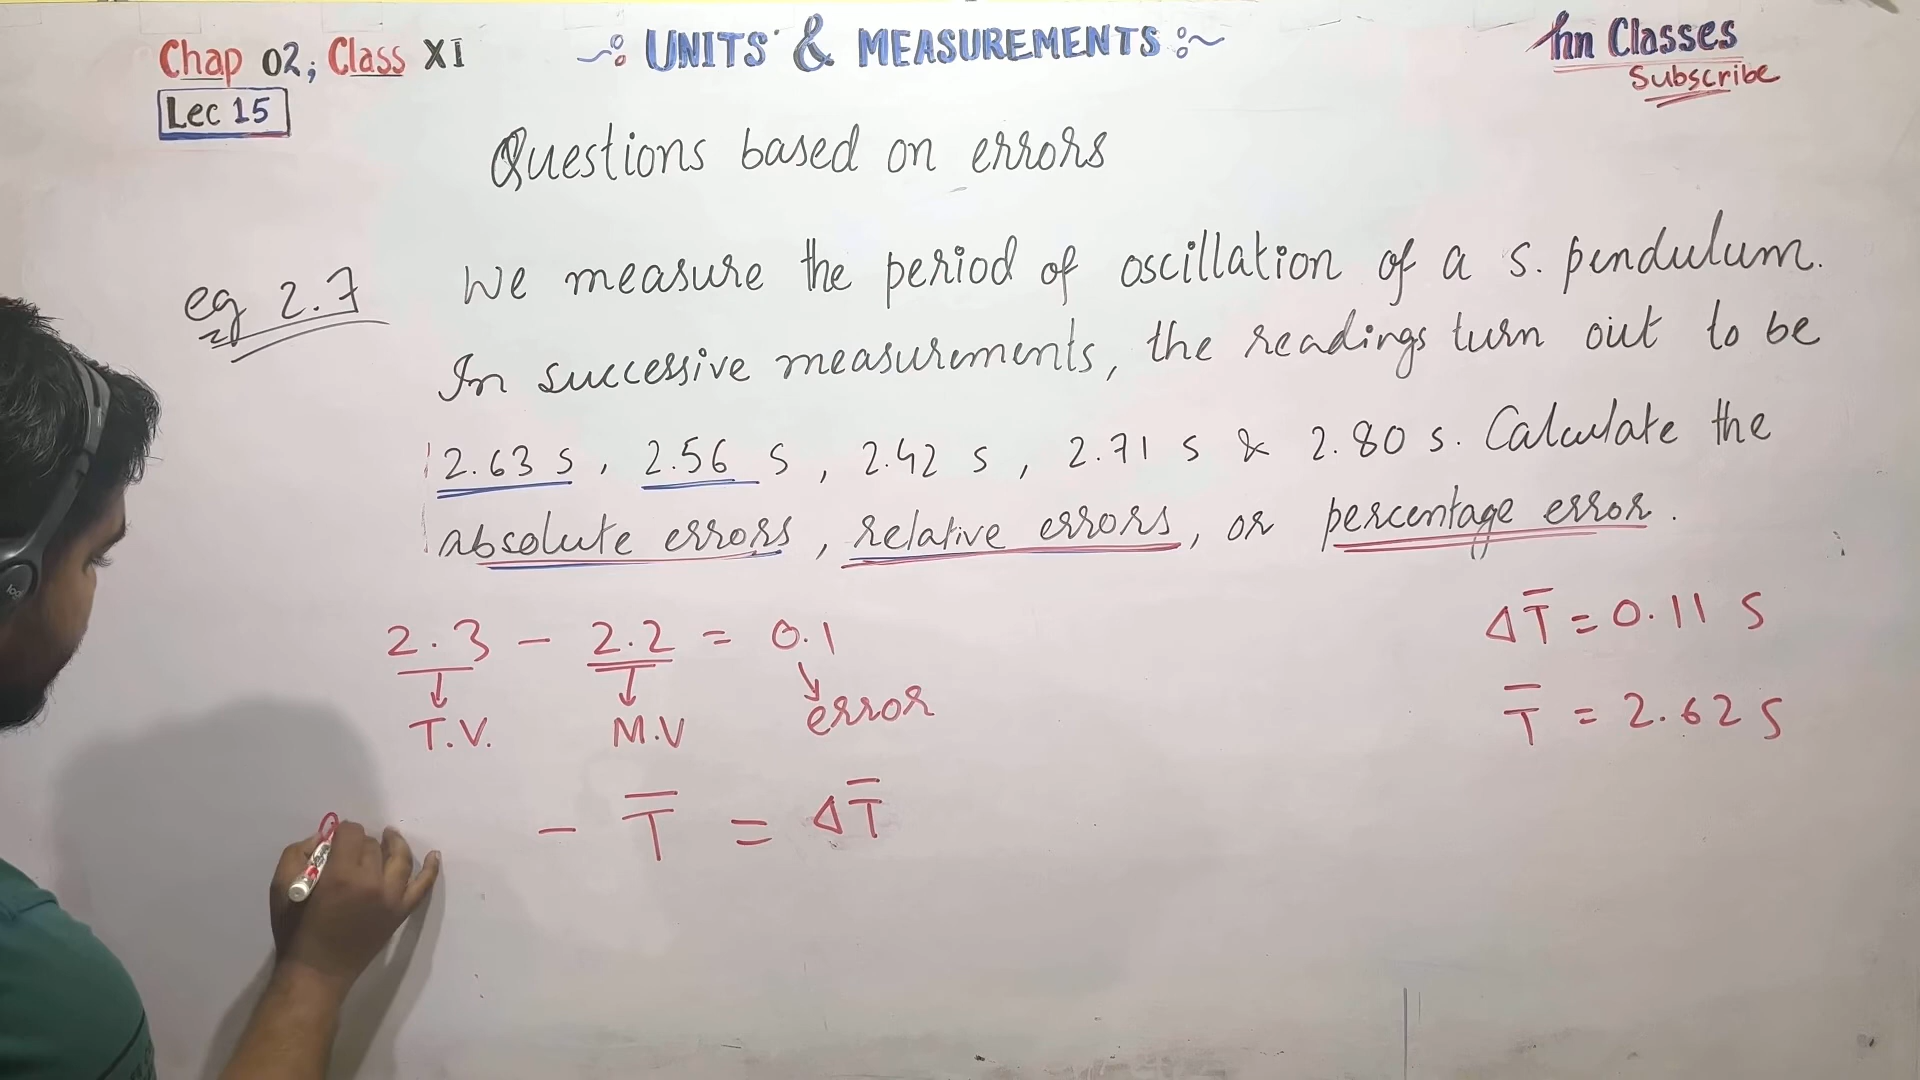 Chap 02; Class XI
Lec 15
UNITS & MEASUREMENTS
hn Classes
Subscribe
Questions based on errors
eg 2.7
We measure the period of oscillation of a s. pendulum.
In successive measurements, the readings turn out to be
2.63 s, 2.56 s, 2.42 s, 2.71 s & 2.80 s. Calculate the
absolute errors, relative errors, or percentage error.
2.3 - 2.2 = 0.1
T.V. M.V error
- T̅ = ΔT̅
ΔT̅ = 0.11 s
T̅ = 2.62 s